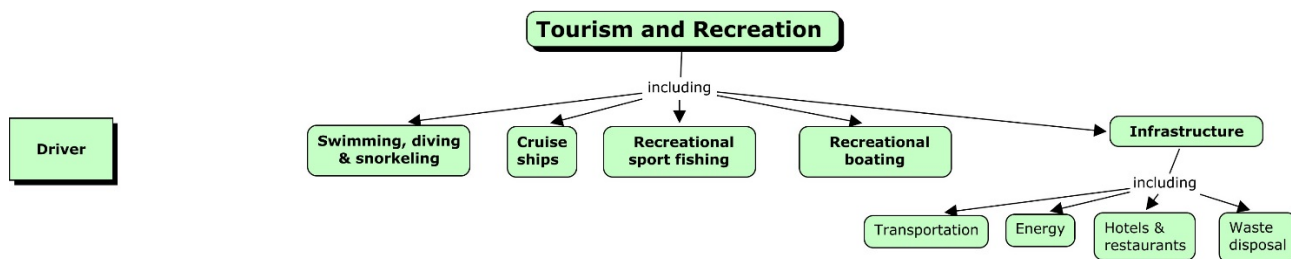 Tourism and Recreation
including
Driver
Swimming, diving
& snorkeling
Cruise
ships
Recreational
sport fishing
Recreational
boating
Infrastructure
including
Transportation
Energy
Hotels &
restaurants
Waste
disposal